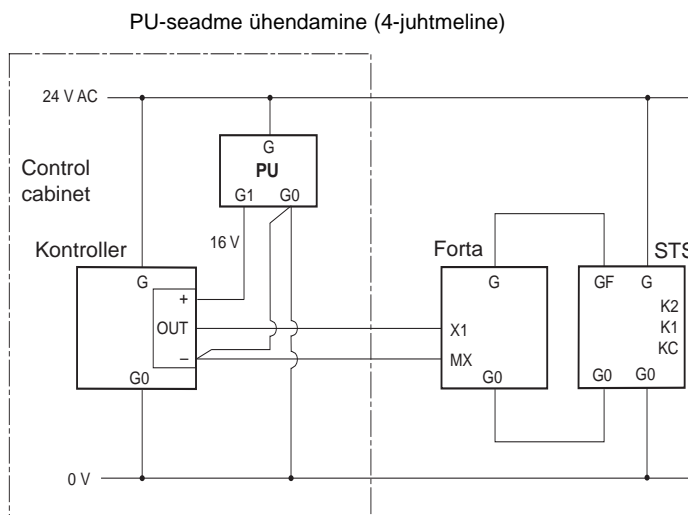 PU-seadme ühendamine (4-juhtmeline)
24 V AC
Control
cabinet
G
PU
G1 G0
16 V
Kontroller
Forta
STS
G
+
OUT
–
G0
G
X1
MX
G0
GF G
K2
K1
KC
G0 G0
0 V